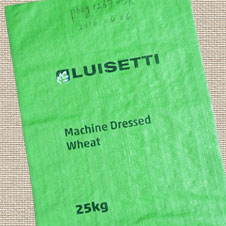 LUISETTI
Machine Dressed
Wheat
25kg